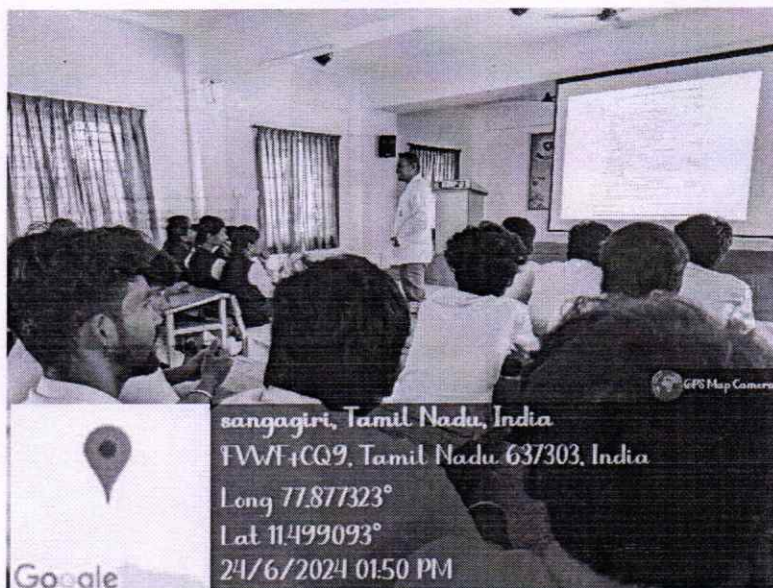 GPS Map Camera
sangagiri, Tamil Nadu, India
FVVF+CQ9, Tamil Nadu 637303, India
Long 77.877323°
Lat 11.499093°
24/6/2024 01:50 PM
Google